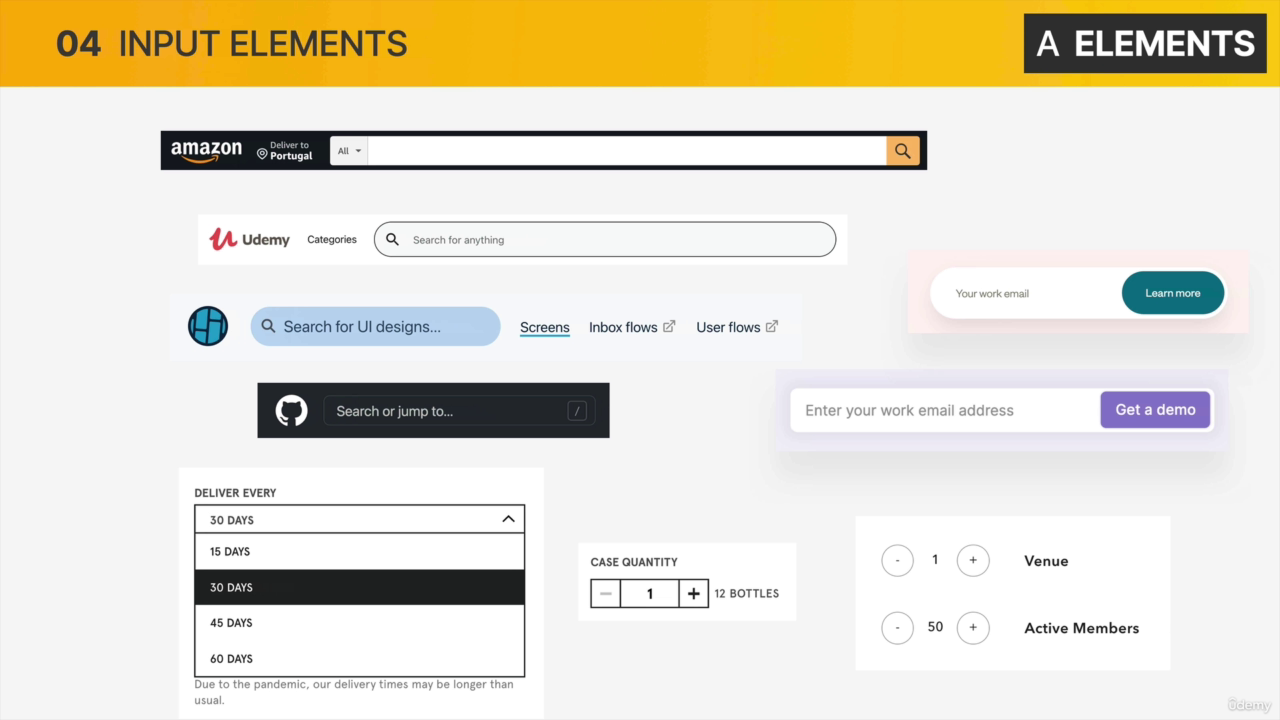 04 INPUT ELEMENTS
A ELEMENTS
amazon
Deliver to
Portugal
All
Udemy
Categories
Search for anything
Your work email
Learn more
Search for UI designs...
Screens
Inbox flows
User flows
Search or jump to...
/
Enter your work email address
Get a demo
DELIVER EVERY
30 DAYS
15 DAYS
30 DAYS
45 DAYS
60 DAYS
Due to the pandemic, our delivery times may be longer than
usual.
CASE QUANTITY
− 1 + 12 BOTTLES
- 1 + Venue
- 50 + Active Members
ûdemy